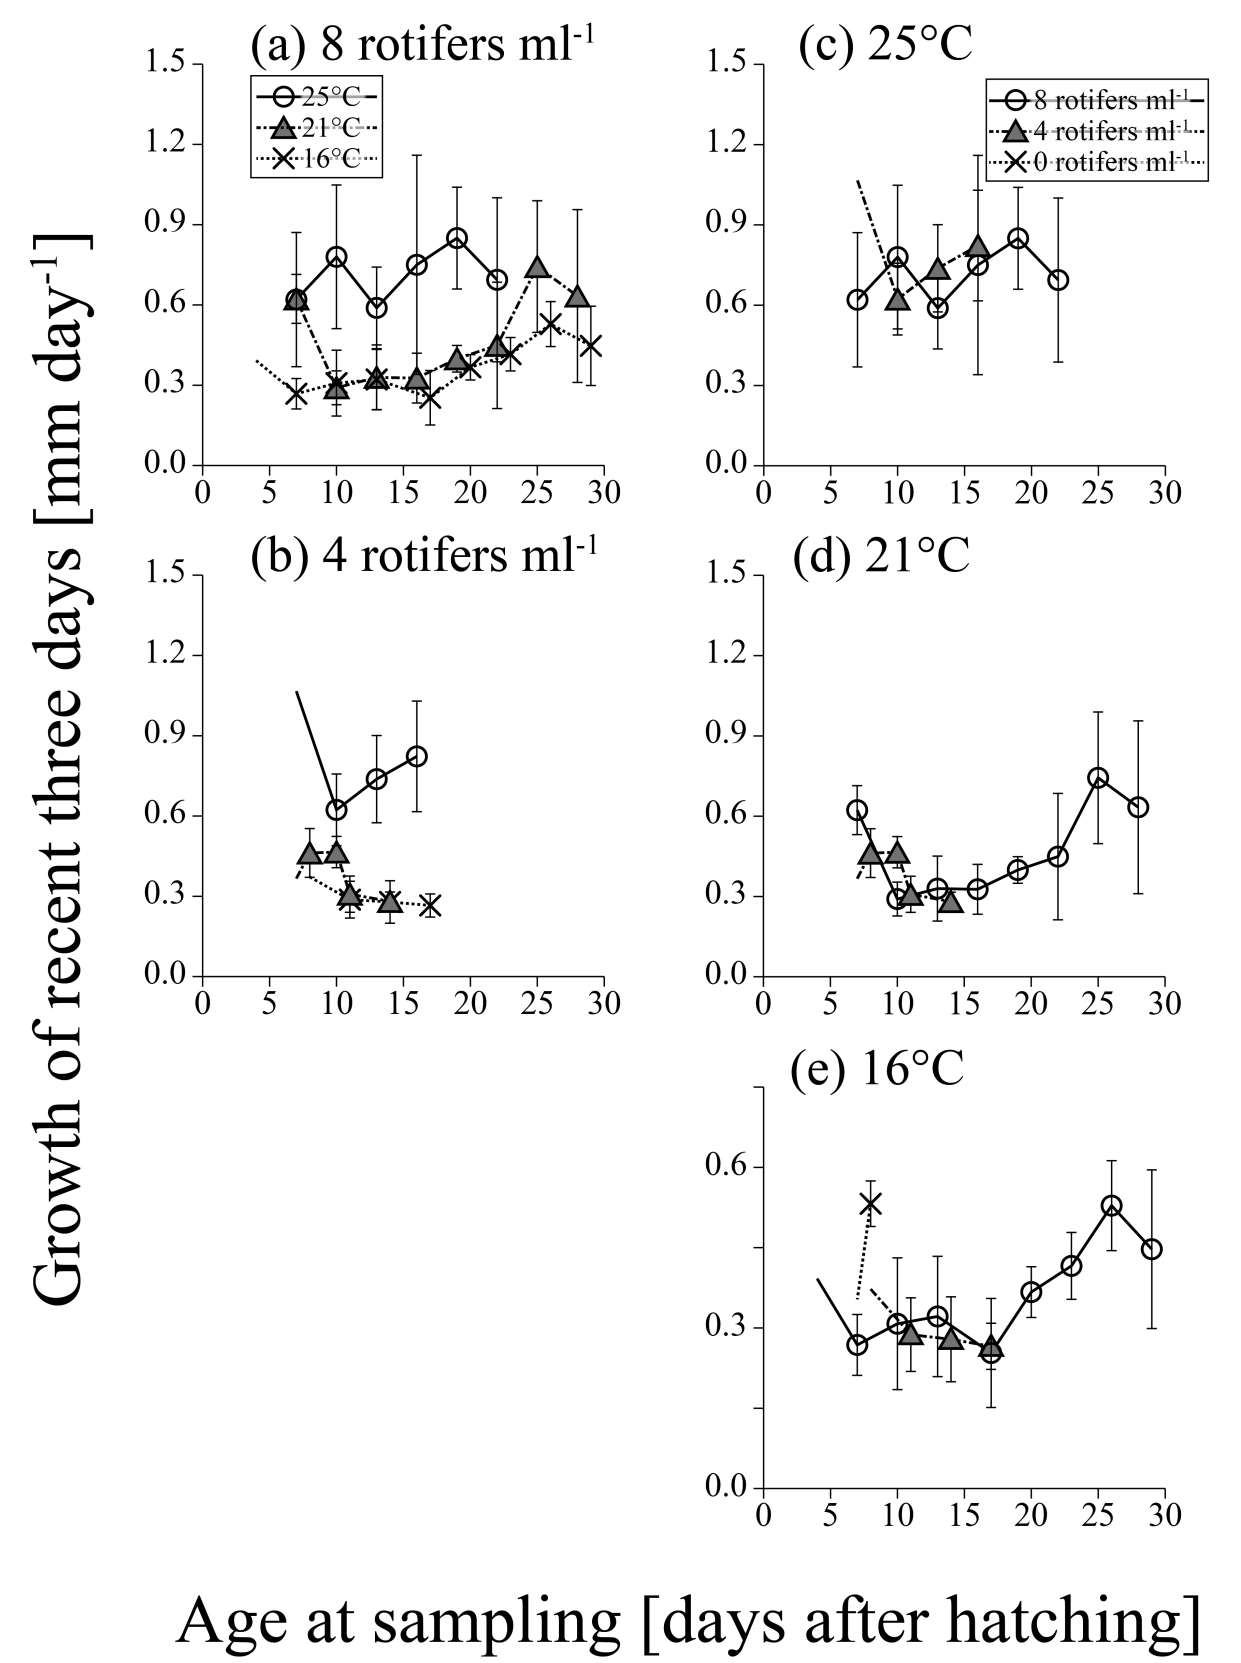 Growth of recent three days [mm day-1]
(a) 8 rotifers ml-1
1.5
1.2
0.9
0.6
0.3
0.0
25°C
21°C
16°C
0 5 10 15 20 25 30
(c) 25°C
1.5
1.2
0.9
0.6
0.3
0.0
8 rotifers ml-1
4 rotifers ml-1
0 rotifers ml-1
0 5 10 15 20 25 30
(b) 4 rotifers ml-1
1.5
1.2
0.9
0.6
0.3
0.0
0 5 10 15 20 25 30
(d) 21°C
1.5
1.2
0.9
0.6
0.3
0.0
0 5 10 15 20 25 30
(e) 16°C
0.6
0.3
0.0
0 5 10 15 20 25 30
Age at sampling [days after hatching]